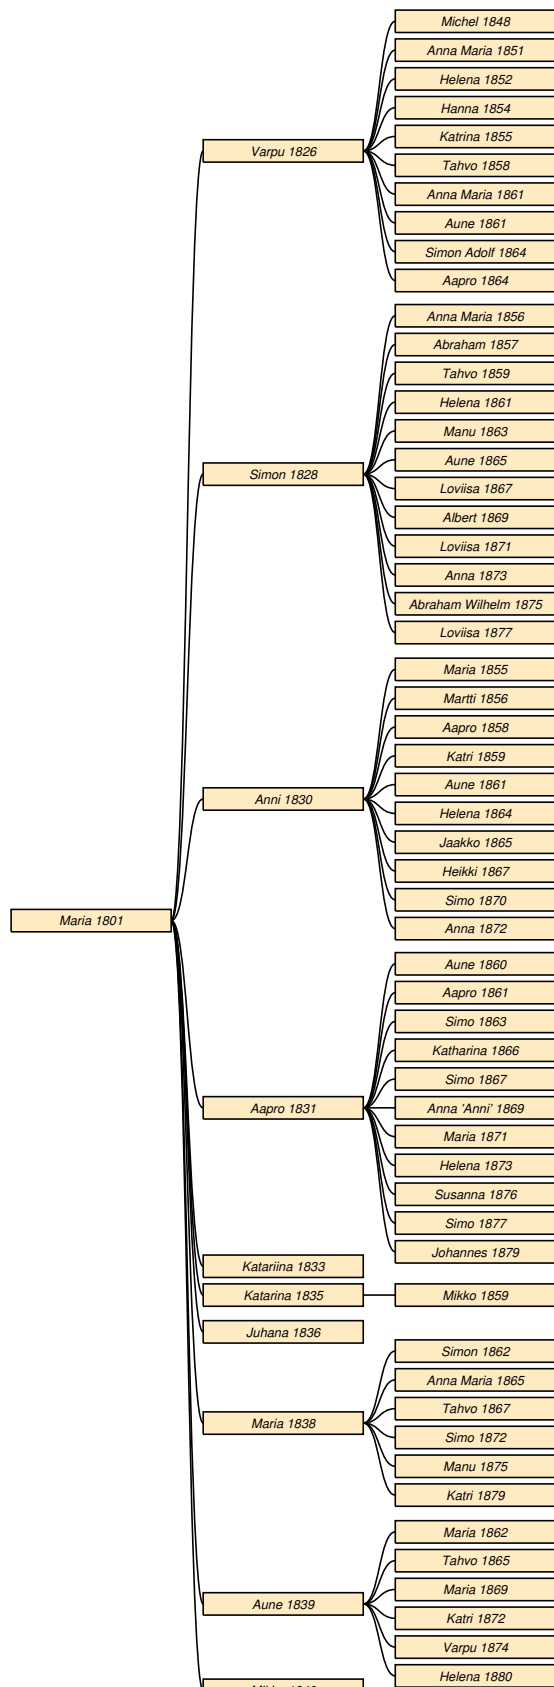 Michel 1848
Anna Maria 1851
Helena 1852
Hanna 1854
Katrina 1855
Varpu 1826
Tahvo 1858
Anna Maria 1861
Aune 1861
Simon Adolf 1864
Aapro 1864
Anna Maria 1856
Abraham 1857
Tahvo 1859
Helena 1861
Manu 1863
Aune 1865
Simon 1828
Loviisa 1867
Albert 1869
Loviisa 1871
Anna 1873
Abraham Wilhelm 1875
Loviisa 1877
Maria 1855
Martti 1856
Aapro 1858
Katri 1859
Aune 1861
Anni 1830
Helena 1864
Jaakko 1865
Heikki 1867
Simo 1870
Maria 1801
Anna 1872
Aune 1860
Aapro 1861
Simo 1863
Katharina 1866
Simo 1867
Aapro 1831
Anna 'Anni' 1869
Maria 1871
Helena 1873
Susanna 1876
Simo 1877
Johannes 1879
Katariina 1833
Katarina 1835
Mikko 1859
Juhana 1836
Simon 1862
Anna Maria 1865
Tahvo 1867
Maria 1838
Simo 1872
Manu 1875
Katri 1879
Maria 1862
Tahvo 1865
Maria 1869
Aune 1839
Katri 1872
Varpu 1874
Helena 1880